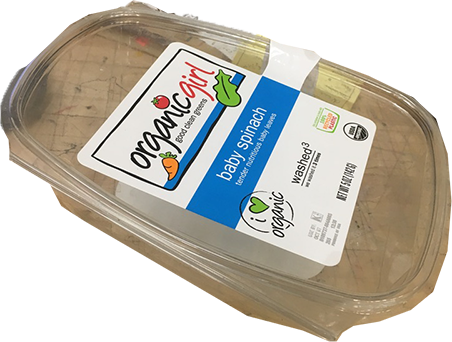 organicgirl
good clean greens
baby spinach
tender nutritious baby leaves
i organic
washed³
NET WT 5 OZ (142g)